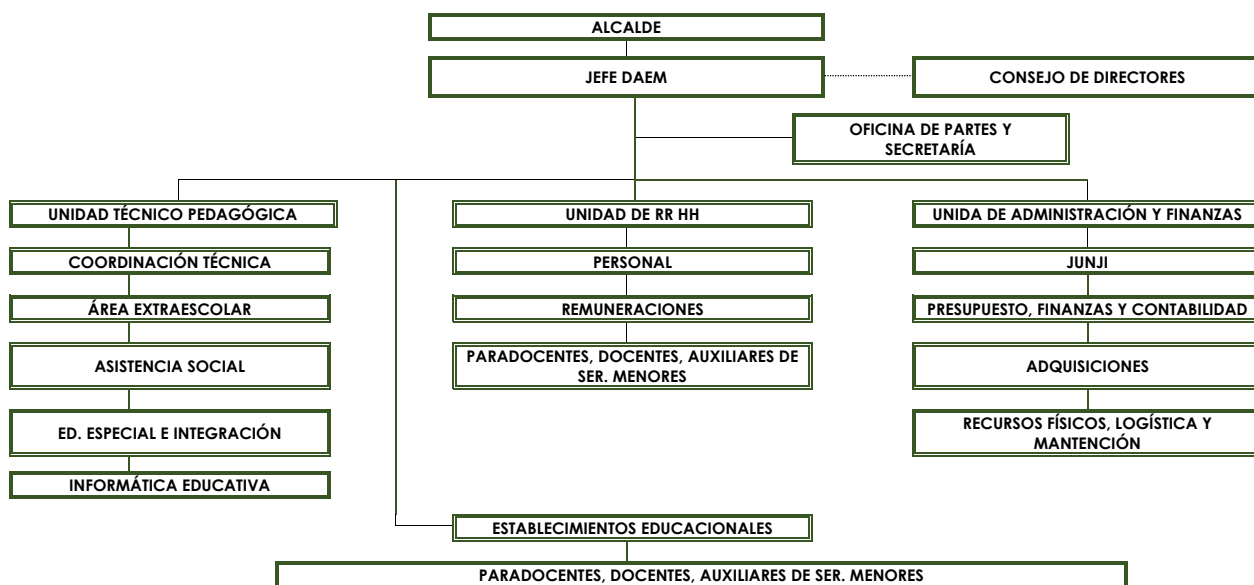 ALCALDE
JEFE DAEM
CONSEJO DE DIRECTORES
OFICINA DE PARTES Y
SECRETARÍA
UNIDAD TÉCNICO PEDAGÓGICA
COORDINACIÓN TÉCNICA
ÁREA EXTRAESCOLAR
ASISTENCIA SOCIAL
ED. ESPECIAL E INTEGRACIÓN
INFORMÁTICA EDUCATIVA
UNIDAD DE RR HH
PERSONAL
REMUNERACIONES
PARADOCENTES, DOCENTES, AUXILIARES DE
SER. MENORES
UNIDA DE ADMINISTRACIÓN Y FINANZAS
JUNJI
PRESUPUESTO, FINANZAS Y CONTABILIDAD
ADQUISICIONES
RECURSOS FÍSICOS, LOGÍSTICA Y
MANTENCIÓN
ESTABLECIMIENTOS EDUCACIONALES
PARADOCENTES, DOCENTES, AUXILIARES DE SER. MENORES